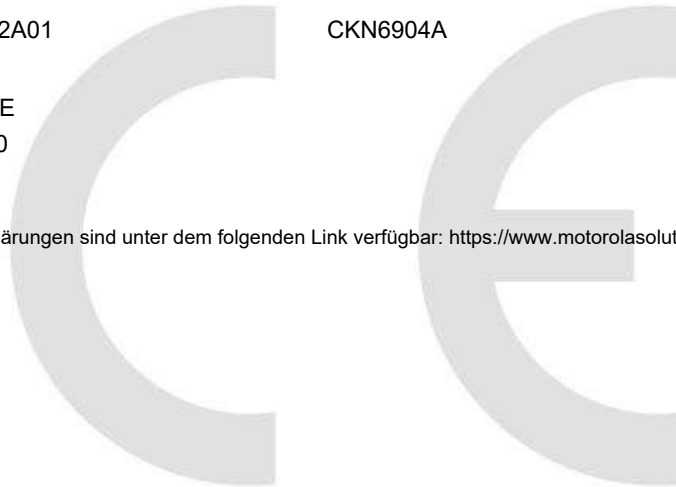 2A01 CKN6904A
E
0
ärungen sind unter dem folgenden Link verfügbar: https://www.motorolasolut